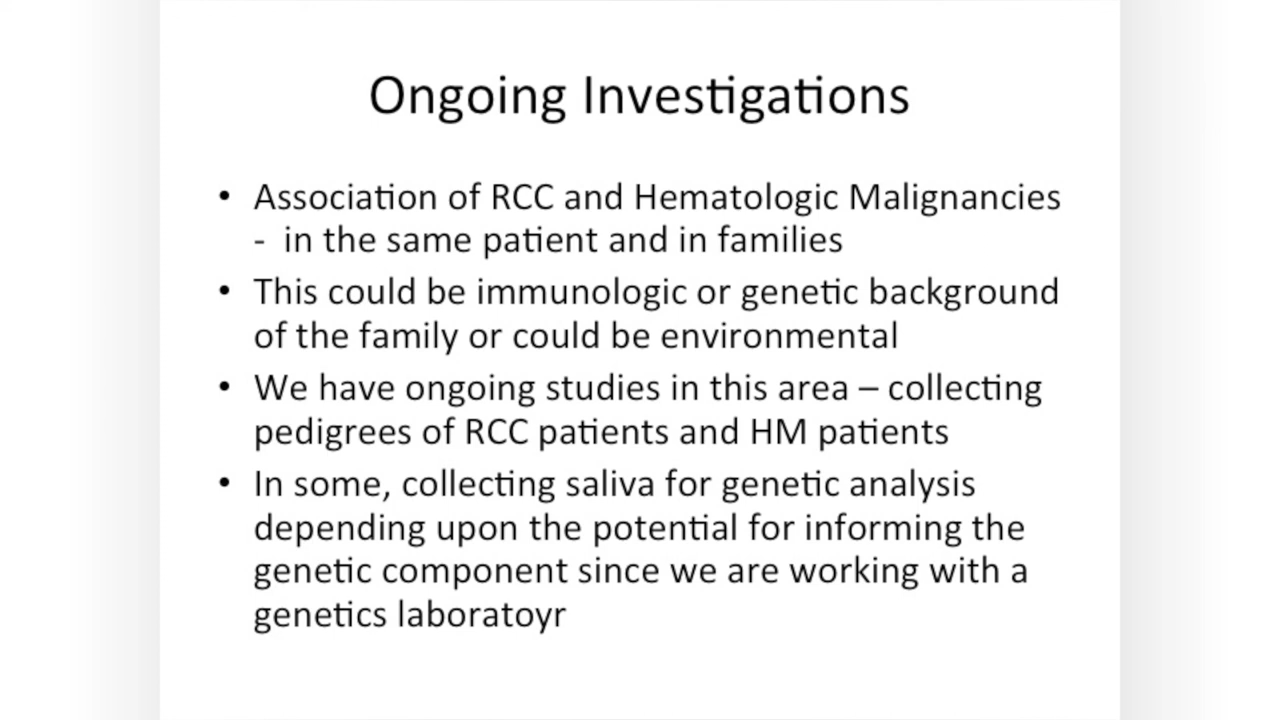 Ongoing Investigations
• Association of RCC and Hematologic Malignancies
- in the same patient and in families
• This could be immunologic or genetic background
of the family or could be environmental
• We have ongoing studies in this area – collecting
pedigrees of RCC patients and HM patients
• In some, collecting saliva for genetic analysis
depending upon the potential for informing the
genetic component since we are working with a
genetics laboratoyr